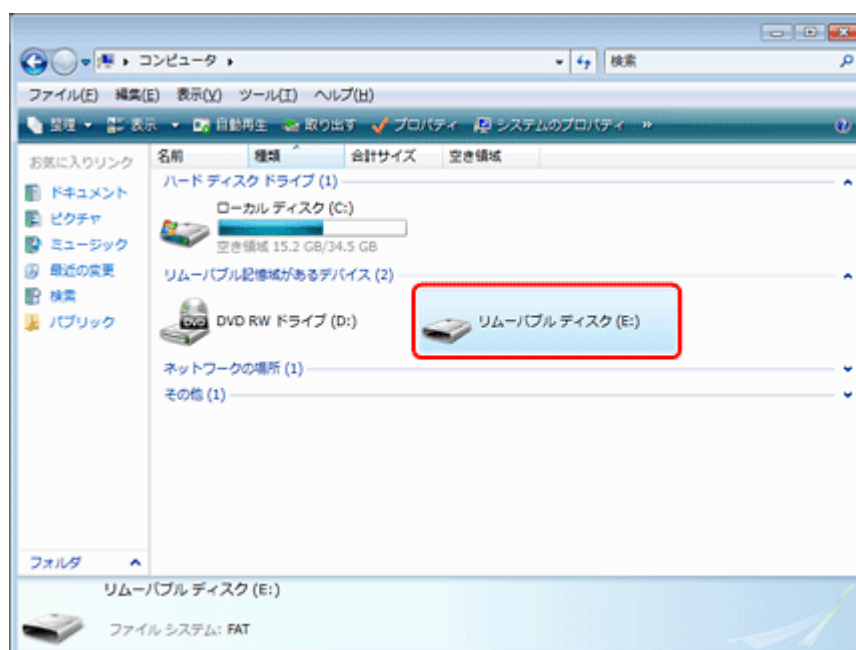 コンピュータ
検索
ファイル(F) 編集(E) 表示(V) ツール(T) ヘルプ(H)
整理 表示 自動再生 取り出す プロパティ システムのプロパティ »
お気に入りリンク
ドキュメント
ピクチャ
ミュージック
最近の変更
検索
パブリック
フォルダ
名前 種類 合計サイズ 空き領域
ハード ディスク ドライブ (1)
ローカル ディスク (C:)
空き領域 15.2 GB/34.5 GB
リムーバブル記憶域があるデバイス (2)
DVD RW ドライブ (D:) リムーバブル ディスク (E:)
ネットワークの場所 (1)
その他 (1)
リムーバブル ディスク (E:)
ファイル システム: FAT